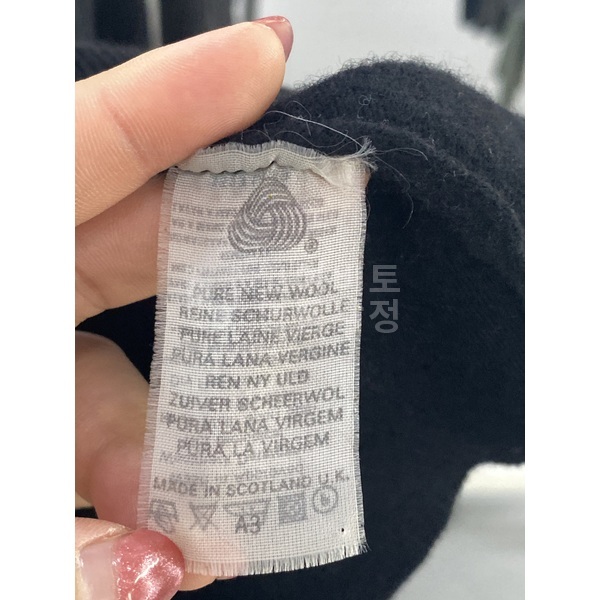 ®
PURE NEW WOOL
REINE SCHURWOLLE
PURE LAINE VIERGE
PURA LANA VERGINE
REN NY ULD
ZUIVER SCHEERWOL
PURA LANA VIRGEM
PURA LA VIRGEM
MADE IN SCOTLAND U.K.
A3
토
정